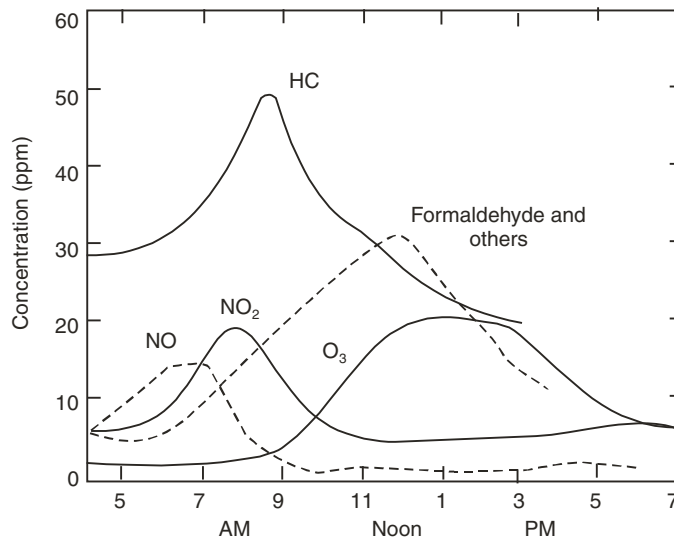 60
50
40
30
20
10
0
Concentration (ppm)
HC
Formaldehyde and
others
NO₂
NO
O₃
5 7 9 11 1 3 5 7
AM Noon PM